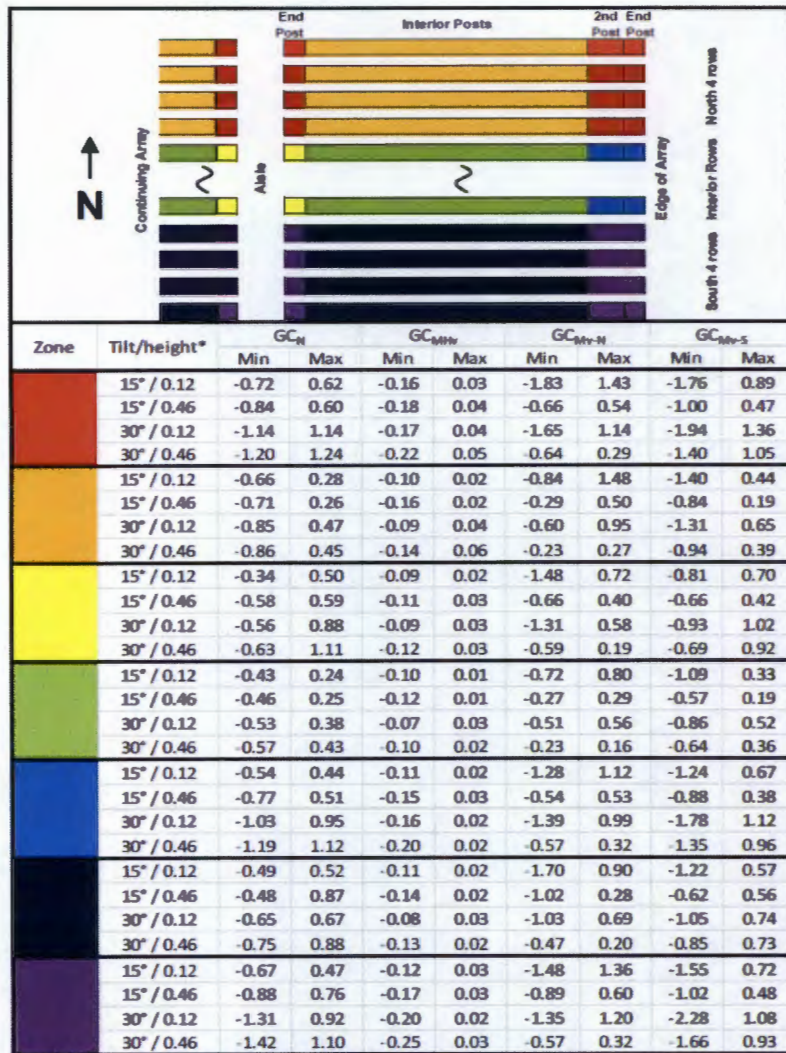 End Post
Interior Posts
2nd Post
End Post
North 4 rows
Interior Rows
South 4 rows
Edge of Array
Aisle
Continuing Array
N
Zone Tilt/height* GC_N GC_MHv GC_Mv-N GC_Mv-S
Min Max Min Max Min Max Min Max
15° / 0.12 -0.72 0.62 -0.16 0.03 -1.83 1.43 -1.76 0.89
15° / 0.46 -0.84 0.60 -0.18 0.04 -0.66 0.54 -1.00 0.47
30° / 0.12 -1.14 1.14 -0.17 0.04 -1.65 1.14 -1.94 1.36
30° / 0.46 -1.20 1.24 -0.22 0.05 -0.64 0.29 -1.40 1.05
15° / 0.12 -0.66 0.28 -0.10 0.02 -0.84 1.48 -1.40 0.44
15° / 0.46 -0.71 0.26 -0.16 0.02 -0.29 0.50 -0.84 0.19
30° / 0.12 -0.85 0.47 -0.09 0.04 -0.60 0.95 -1.31 0.65
30° / 0.46 -0.86 0.45 -0.14 0.06 -0.23 0.27 -0.94 0.39
15° / 0.12 -0.34 0.50 -0.09 0.02 -1.48 0.72 -0.81 0.70
15° / 0.46 -0.58 0.59 -0.11 0.03 -0.66 0.40 -0.66 0.42
30° / 0.12 -0.56 0.88 -0.09 0.03 -1.31 0.58 -0.93 1.02
30° / 0.46 -0.63 1.11 -0.12 0.03 -0.59 0.19 -0.69 0.92
15° / 0.12 -0.43 0.24 -0.10 0.01 -0.72 0.80 -1.09 0.33
15° / 0.46 -0.46 0.25 -0.12 0.01 -0.27 0.29 -0.57 0.19
30° / 0.12 -0.53 0.38 -0.07 0.03 -0.51 0.56 -0.86 0.52
30° / 0.46 -0.57 0.43 -0.10 0.02 -0.23 0.16 -0.64 0.36
15° / 0.12 -0.54 0.44 -0.11 0.02 -1.28 1.12 -1.24 0.67
15° / 0.46 -0.77 0.51 -0.15 0.03 -0.54 0.53 -0.88 0.38
30° / 0.12 -1.03 0.95 -0.16 0.02 -1.39 0.99 -1.78 1.12
30° / 0.46 -1.19 1.12 -0.20 0.02 -0.57 0.32 -1.35 0.96
15° / 0.12 -0.49 0.52 -0.11 0.02 -1.70 0.90 -1.22 0.57
15° / 0.46 -0.48 0.87 -0.14 0.02 -1.02 0.28 -0.62 0.56
30° / 0.12 -0.65 0.67 -0.08 0.03 -1.03 0.69 -1.05 0.74
30° / 0.46 -0.75 0.88 -0.13 0.02 -0.47 0.20 -0.85 0.73
15° / 0.12 -0.67 0.47 -0.12 0.03 -1.48 1.36 -1.55 0.72
15° / 0.46 -0.88 0.76 -0.17 0.03 -0.89 0.60 -1.02 0.48
30° / 0.12 -1.31 0.92 -0.20 0.02 -1.35 1.20 -2.28 1.08
30° / 0.46 -1.42 1.10 -0.25 0.03 -0.57 0.32 -1.66 0.93